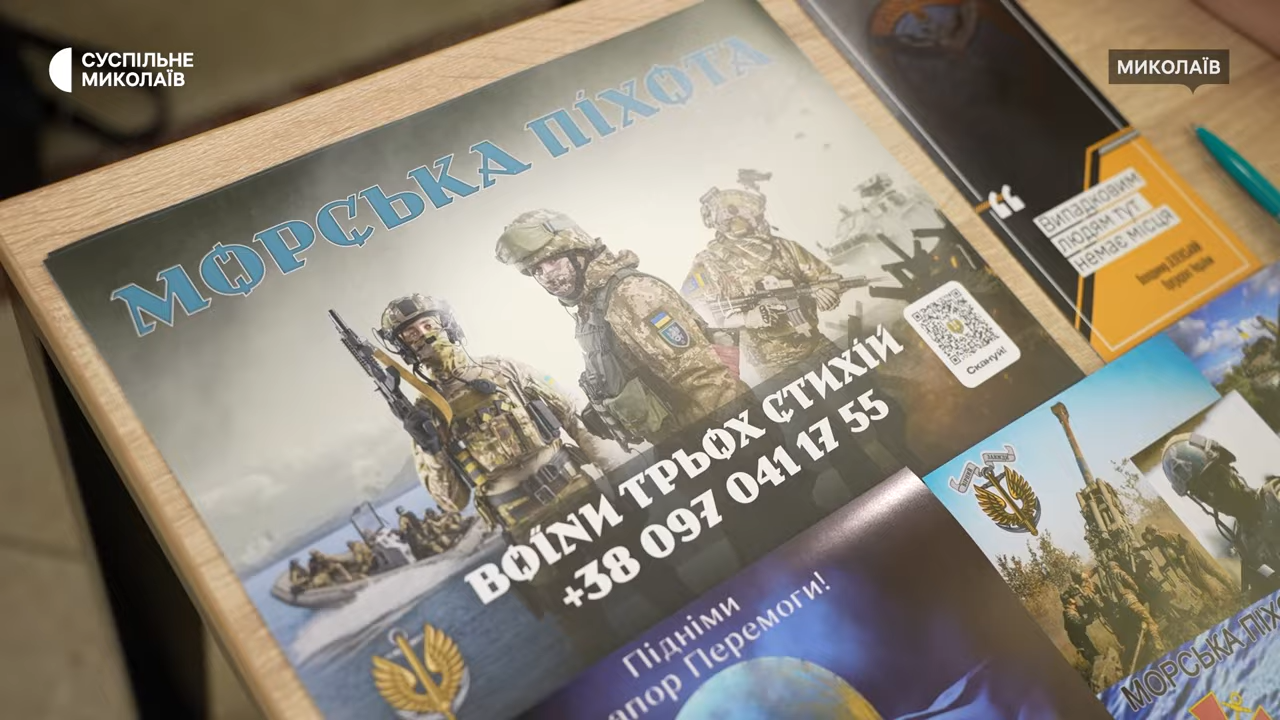 СУСПІЛЬНЕ
МИКОЛАЇВ
МИКОЛАЇВ
МОРСЬКА ПІХОТА
ВОЇНИ ТРЬОХ СТИХІЙ
+38 097 041 17 55
Скануй!
“
Випадковим
людям тут
немає місця
Підніми
апор Перемоги!
МОРСЬКА ПІХ